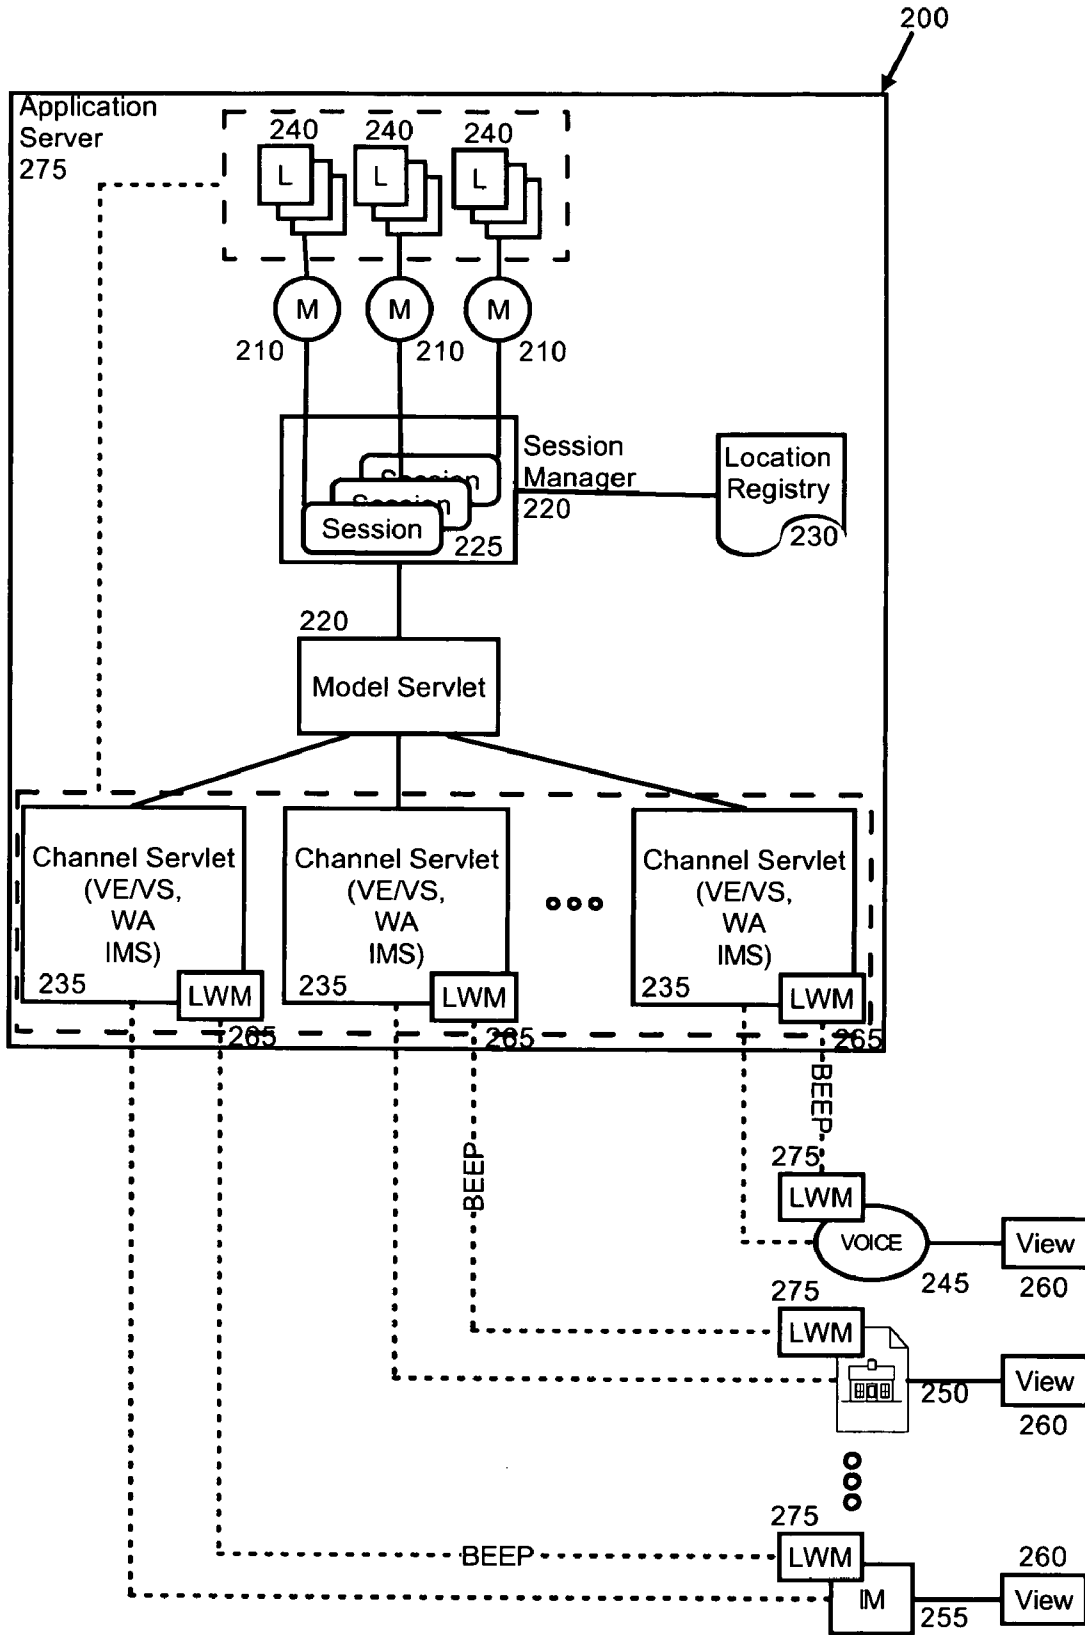 200
Application
Server
275
240 240 240
L L L
M M M
210 210 210
Session
Manager
220
Session
Session
Session
225
Location
Registry
230
220
Model Servlet
Channel Servlet
(VE/VS,
WA
IMS)
235
LWM
265
Channel Servlet
(VE/VS,
WA
IMS)
235
LWM
265
Channel Servlet
(VE/VS,
WA
IMS)
235
LWM
265
BEEP
BEEP
275
LWM
VOICE
245
View
260
275
LWM
250
View
260
275
LWM
BEEP
IM
255
260
View